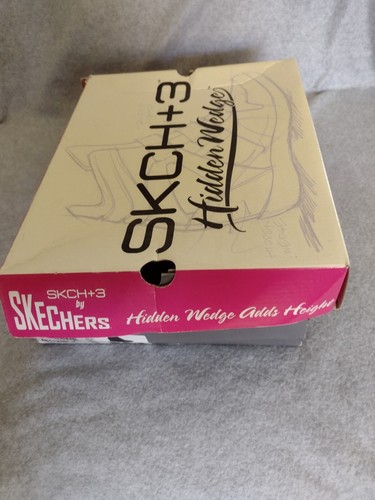 SKCH+3
Hidden Wedge
SKCH+3
by
SKECHERS
Hidden Wedge Adds Height